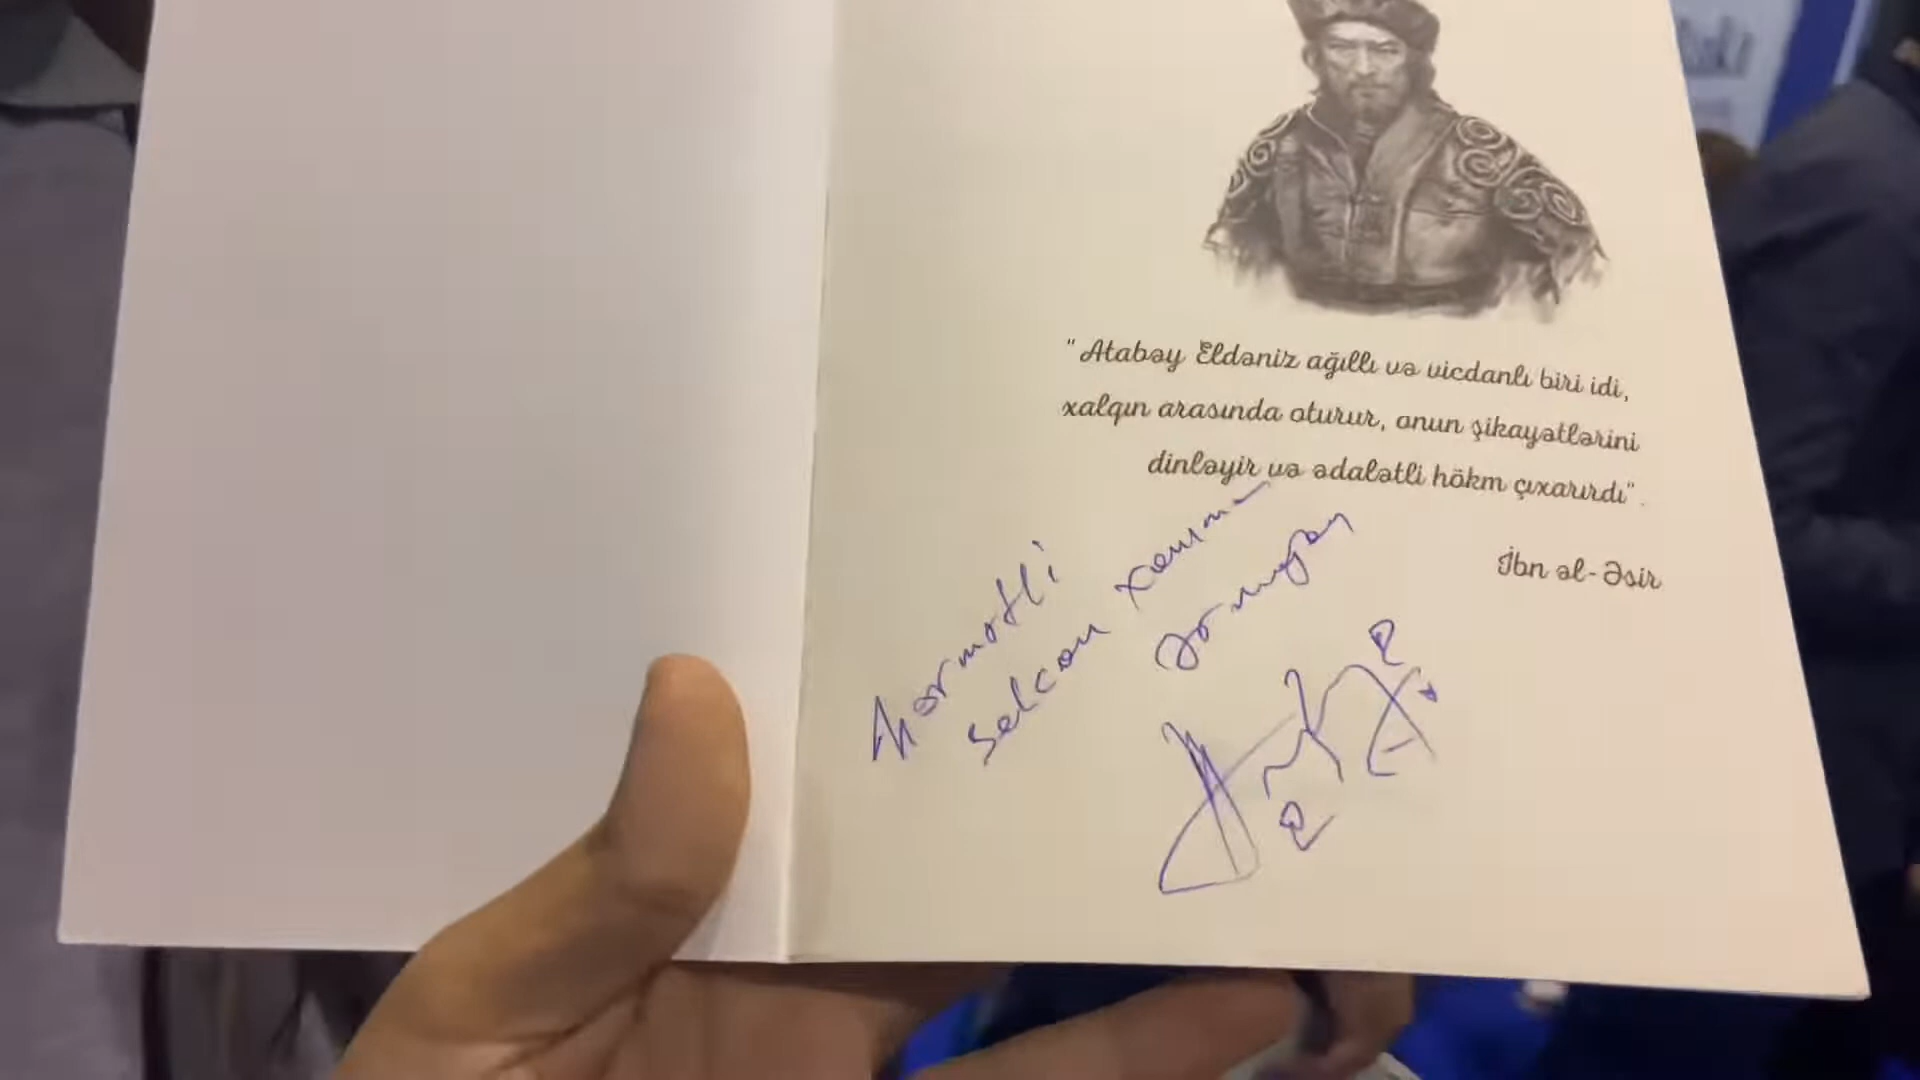 "Atabəy Eldəniz ağıllı və vicdanlı biri idi,
xalqın arasında oturur, onun şikayətlərini
dinləyir və ədalətli hökm çıxarırdı".
İbn əl-Əsir
hörmətli
Selcan xanıma